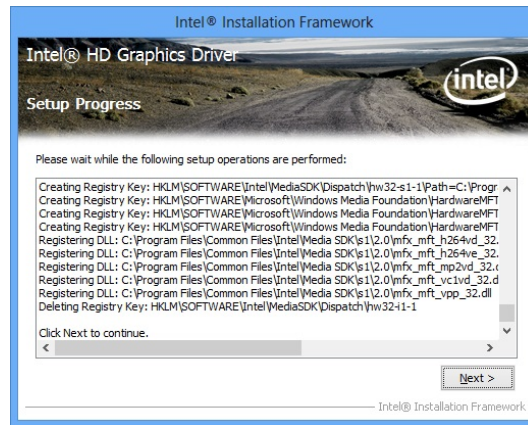 Intel® Installation Framework
Intel® HD Graphics Driver
intel
Setup Progress
Please wait while the following setup operations are performed:
Creating Registry Key: HKLM\SOFTWARE\Intel\MediaSDK\Dispatch\hw32-s1-1\Path=C:\Progr
Creating Registry Key: HKLM\SOFTWARE\Microsoft\Windows Media Foundation\HardwareMFT
Creating Registry Key: HKLM\SOFTWARE\Microsoft\Windows Media Foundation\HardwareMFT
Creating Registry Key: HKLM\SOFTWARE\Microsoft\Windows Media Foundation\HardwareMFT
Registering DLL: C:\Program Files\Common Files\Intel\Media SDK\s1\2.0\mfx_mft_h264vd_32.
Registering DLL: C:\Program Files\Common Files\Intel\Media SDK\s1\2.0\mfx_mft_h264ve_32.
Registering DLL: C:\Program Files\Common Files\Intel\Media SDK\s1\2.0\mfx_mft_mp2vd_32.c
Registering DLL: C:\Program Files\Common Files\Intel\Media SDK\s1\2.0\mfx_mft_vc1vd_32.d
Registering DLL: C:\Program Files\Common Files\Intel\Media SDK\s1\2.0\mfx_mft_vpp_32.dll
Deleting Registry Key: HKLM\SOFTWARE\Intel\MediaSDK\Dispatch\hw32-i1-1
Click Next to continue.
Next >
Intel® Installation Framework